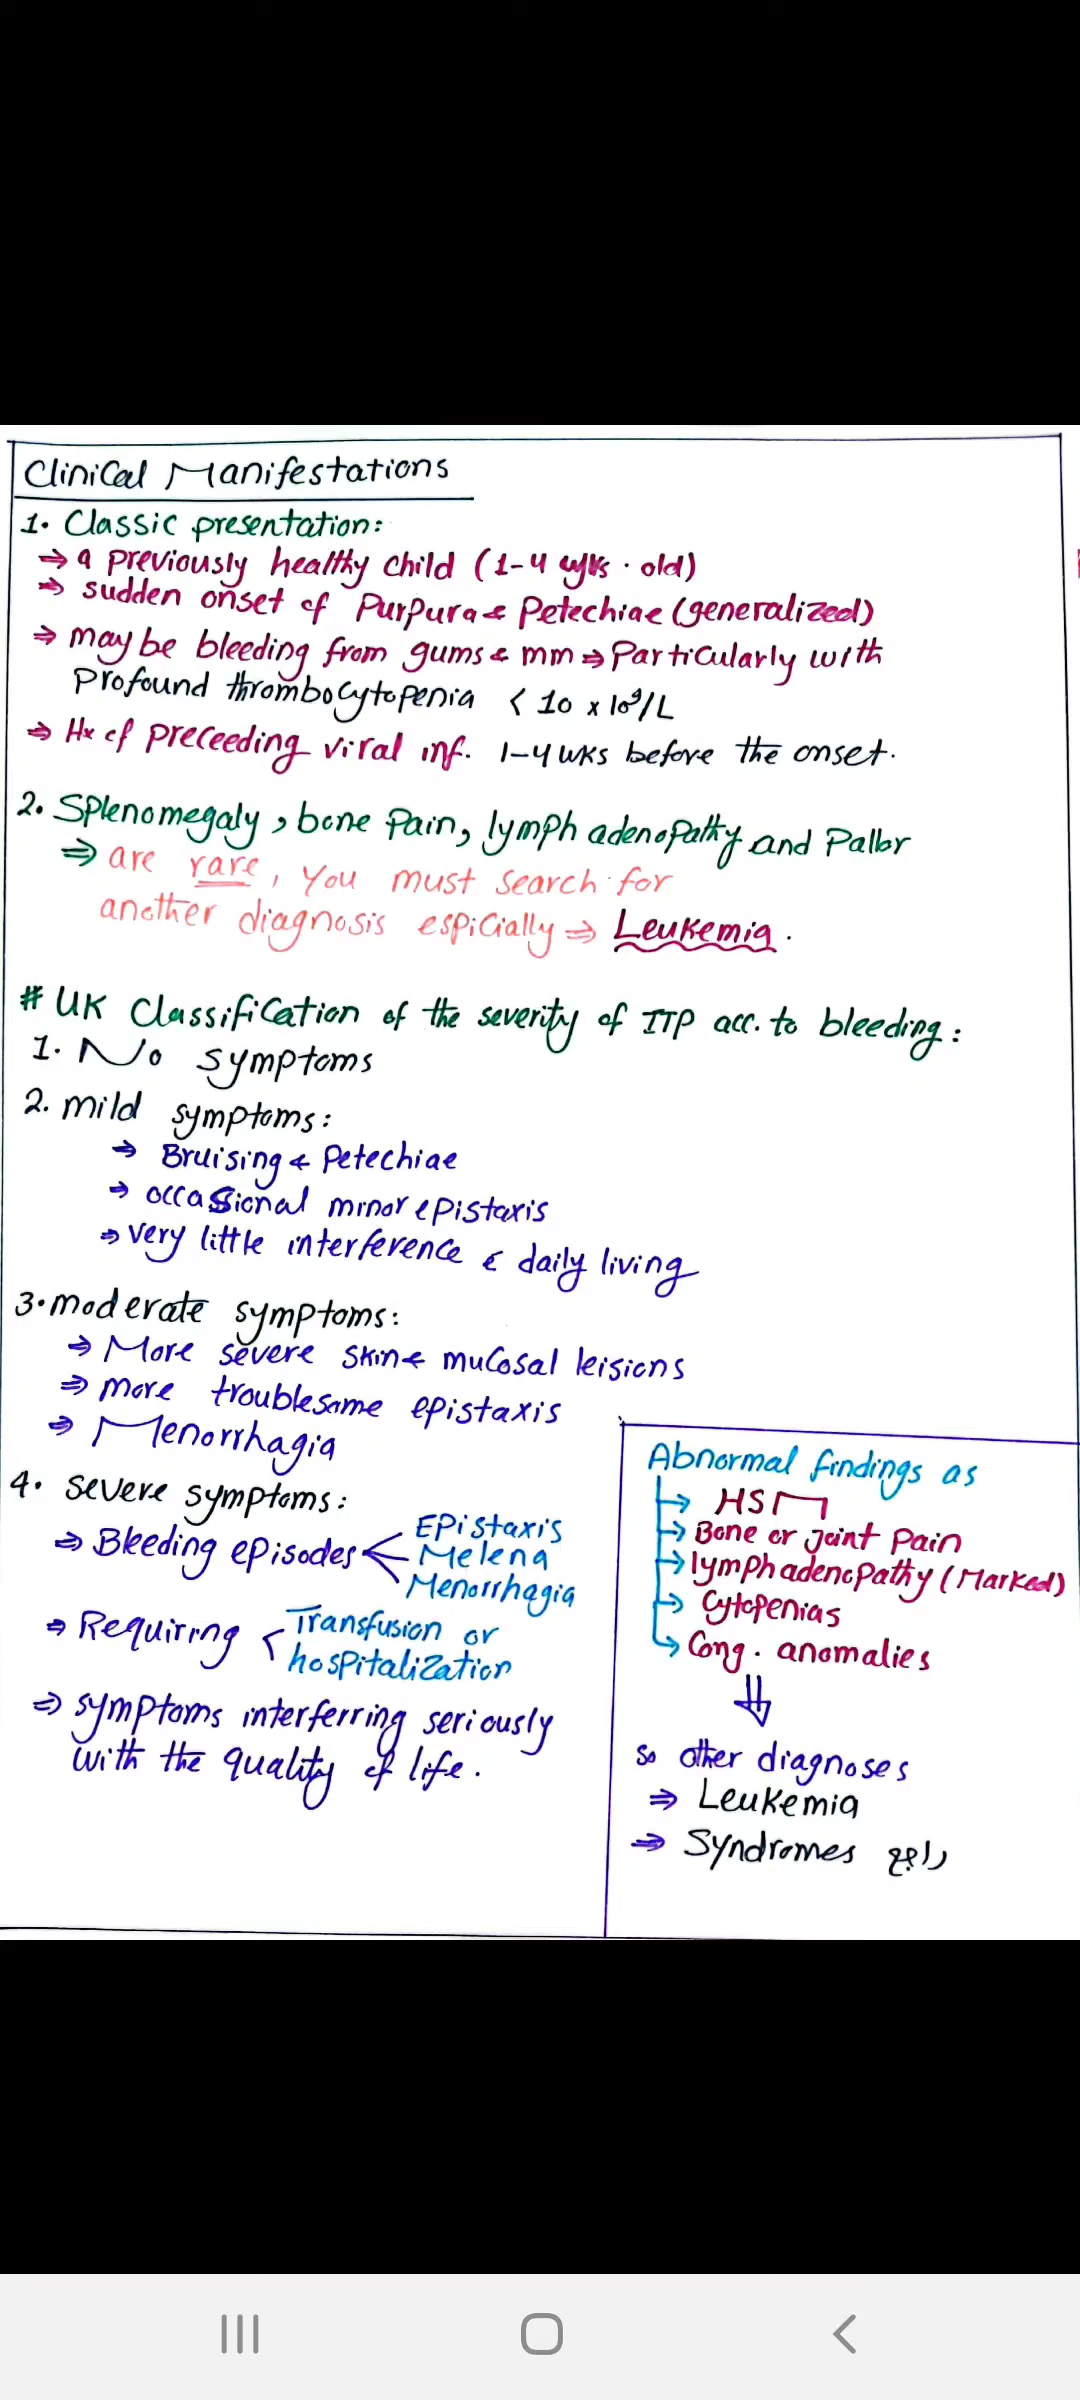 Clinical Manifestations
1. Classic presentation:
⇒ a previously healthy child (1-4 old)
⇒ sudden onset of Purpura & Petechiae (generalized)
⇒ may be bleeding from gums & mm ⇒ Particularly with
Profound thrombocytopenia < 10 x 10⁹/L
⇒ Hx of preceeding viral inf. 1-4 wks before the onset.
2. Splenomegaly, bone Pain, lymph adenopathy and Pallor
⇒ are rare, You must search for
another diagnosis espicially ⇒ Leukemia.
# UK Classification of the severity of ITP acc. to bleeding:
1. No symptoms
2. mild symptoms:
⇒ Bruising & Petechiae
⇒ occassional minor epistaxis
⇒ very little interference c daily living
3. moderate symptoms:
⇒ More severe skin & mucosal leisions
⇒ more troublesome epistaxis
⇒ Menorrhagia
4. severe symptoms:
⇒ Bleeding episodes
Epistaxis
Melena
Menorrhagia
⇒ Requiring
Transfusion or
hospitalization
⇒ symptoms interferring seriously
with the quality of life.
Abnormal findings as
→ HSM
→ Bone or joint Pain
→ lymph adenopathy (Marked)
→ Cytopenias
→ Cong. anomalies
⇓
so other diagnoses
⇒ Leukemia
⇒ Syndromes راجع